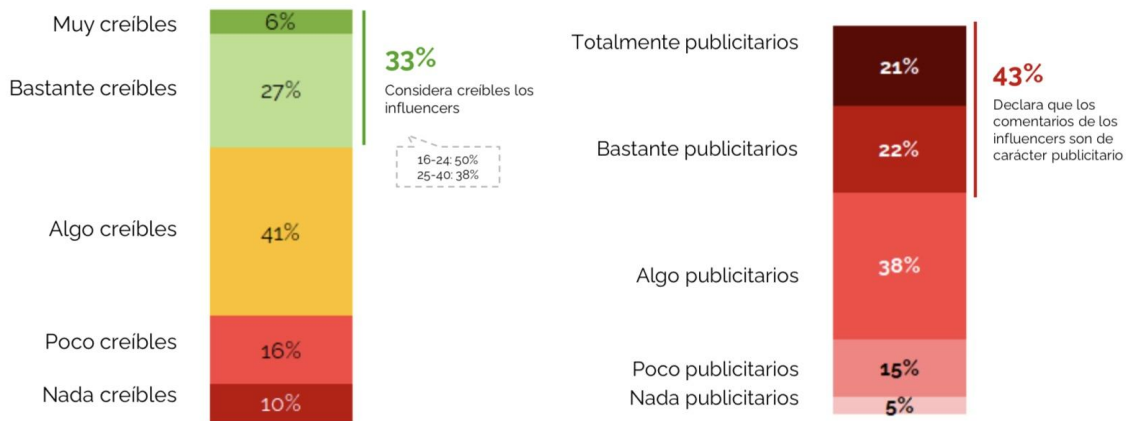 Muy creíbles
6%
Bastante creíbles
27%
33%
Considera creíbles los
influencers
16-24: 50%
25-40: 38%
Algo creíbles
41%
Poco creíbles
16%
Nada creíbles
10%
Totalmente publicitarios
21%
43%
Declara que los
comentarios de los
influencers son de
carácter publicitario
Bastante publicitarios
22%
Algo publicitarios
38%
Poco publicitarios
15%
Nada publicitarios
5%